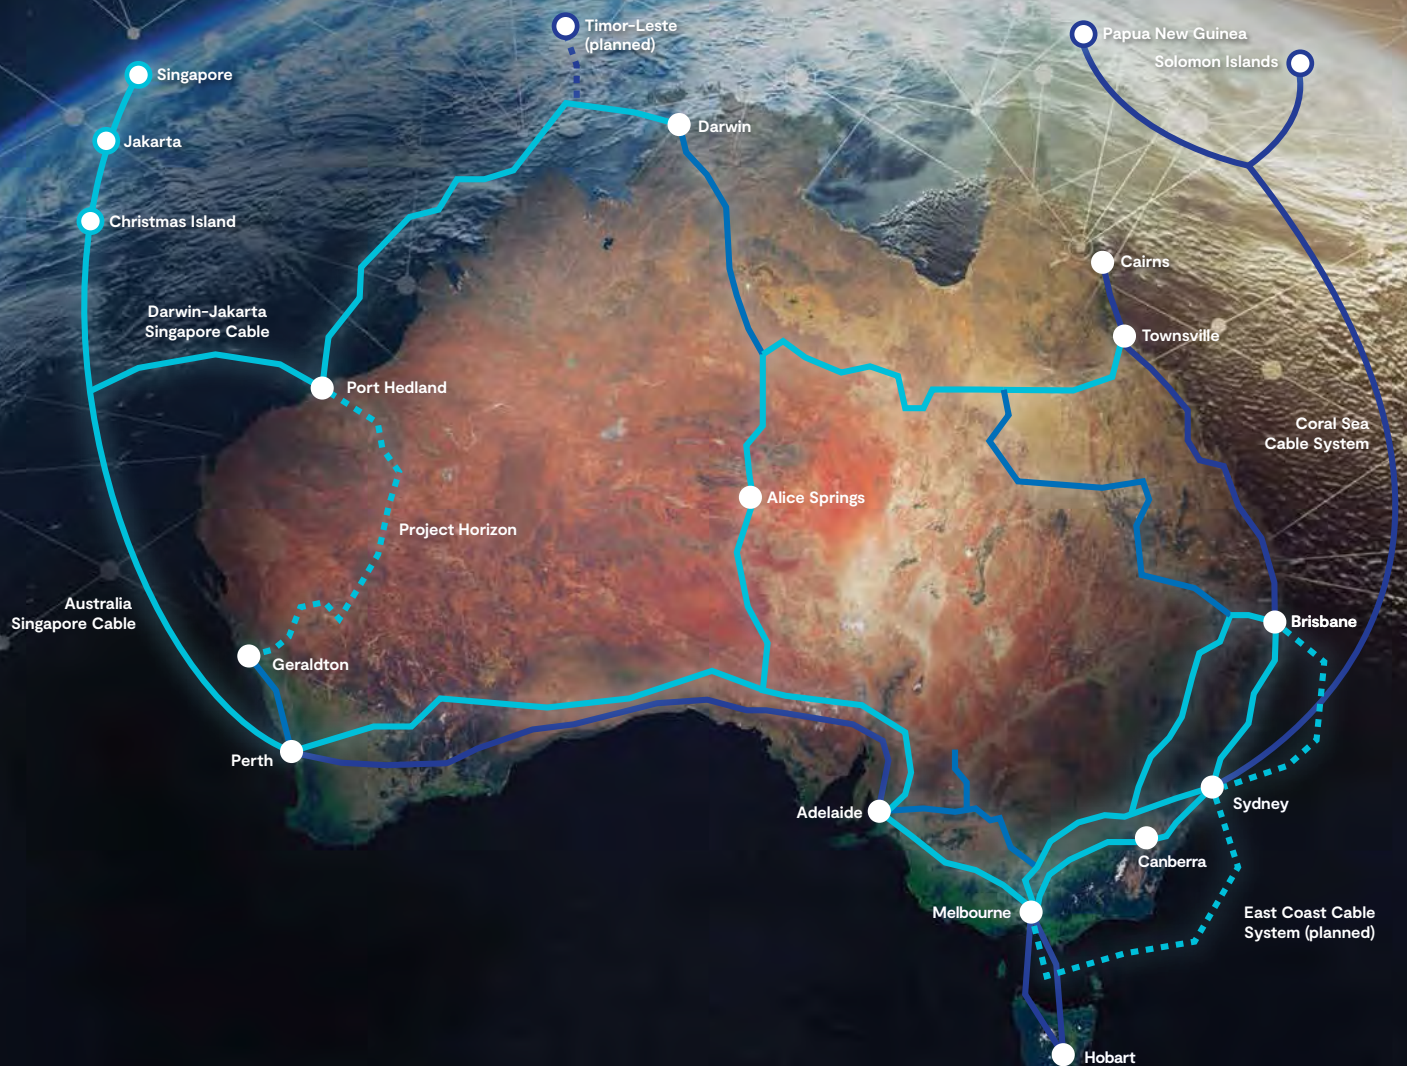 Timor-Leste
(planned)
Papua New Guinea
Solomon Islands
Singapore
Darwin
Jakarta
Christmas Island
Cairns
Darwin-Jakarta
Singapore Cable
Townsville
Port Hedland
Coral Sea
Cable System
Alice Springs
Project Horizon
Australia
Singapore Cable
Brisbane
Geraldton
Perth
Sydney
Adelaide
Canberra
Melbourne
East Coast Cable
System (planned)
Hobart